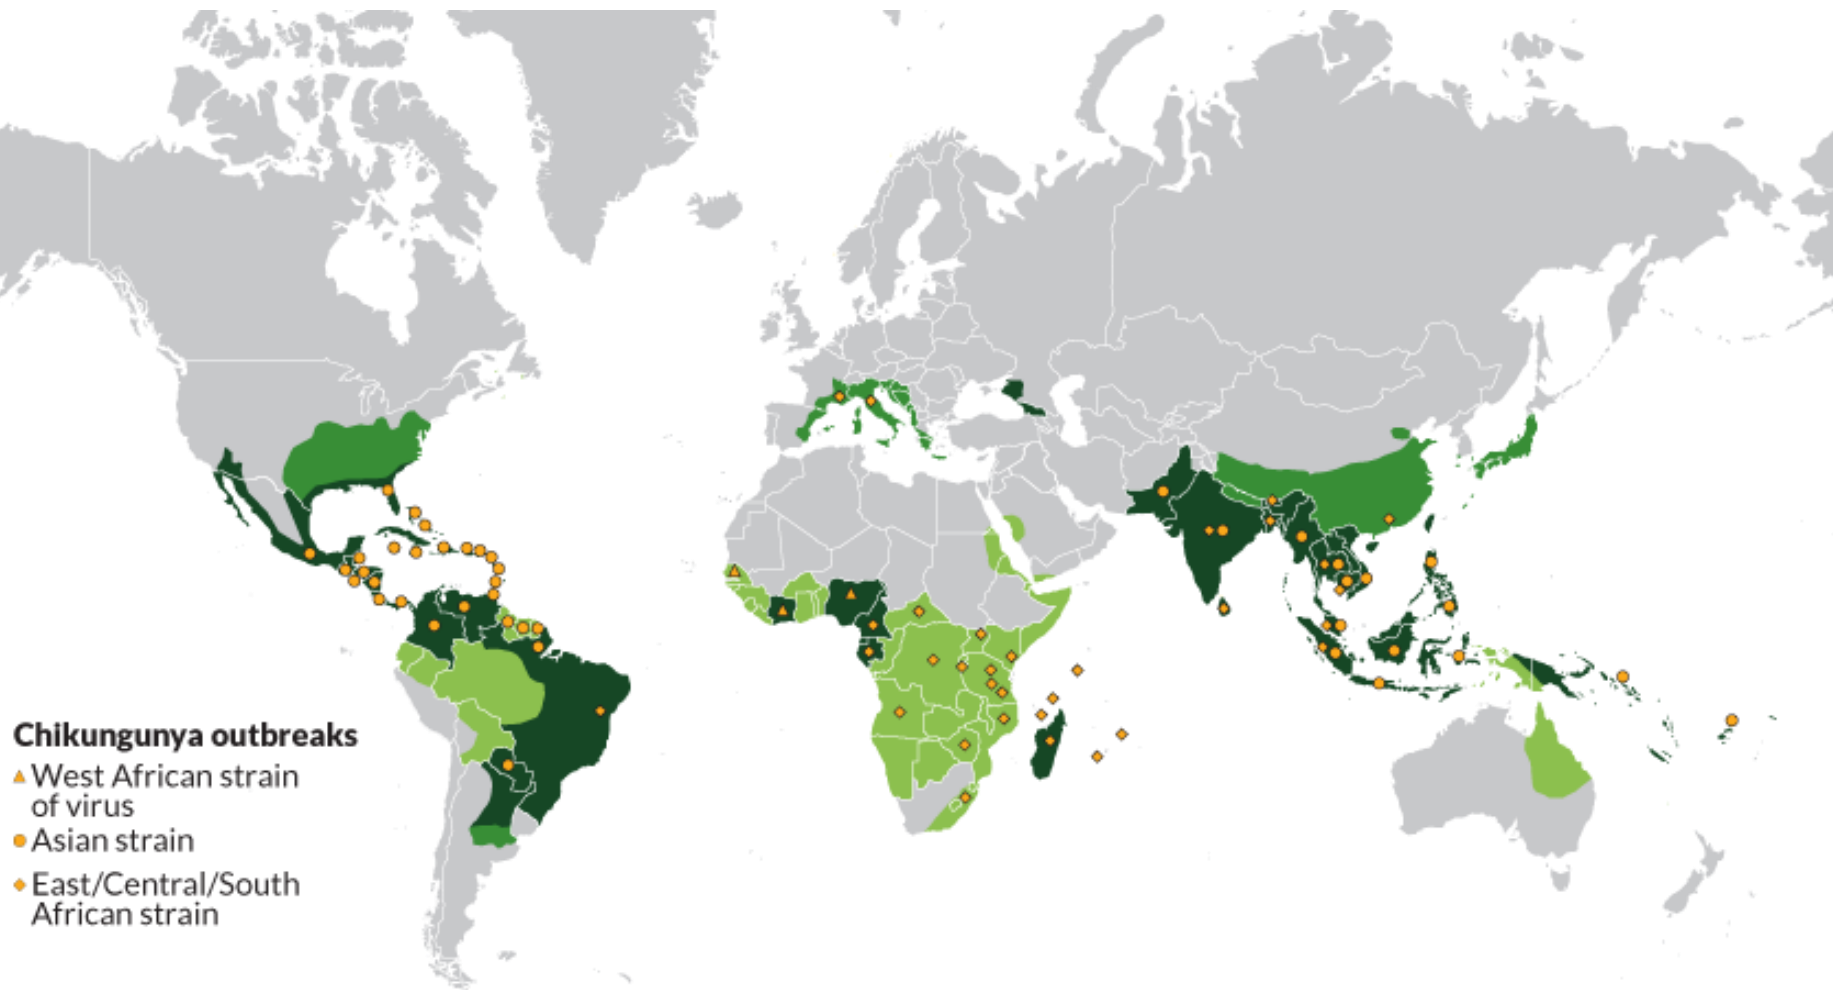 Chikungunya outbreaks
West African strain
of virus
Asian strain
East/Central/South
African strain